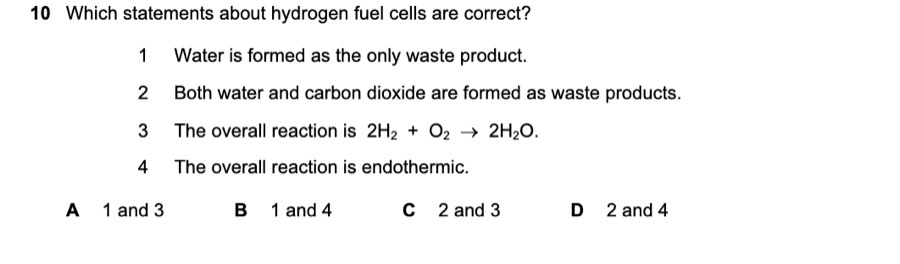 10 Which statements about hydrogen fuel cells are correct?
1 Water is formed as the only waste product.
2 Both water and carbon dioxide are formed as waste products.
3 The overall reaction is 2H₂ + O₂ → 2H₂O.
4 The overall reaction is endothermic.
A 1 and 3 B 1 and 4 C 2 and 3 D 2 and 4